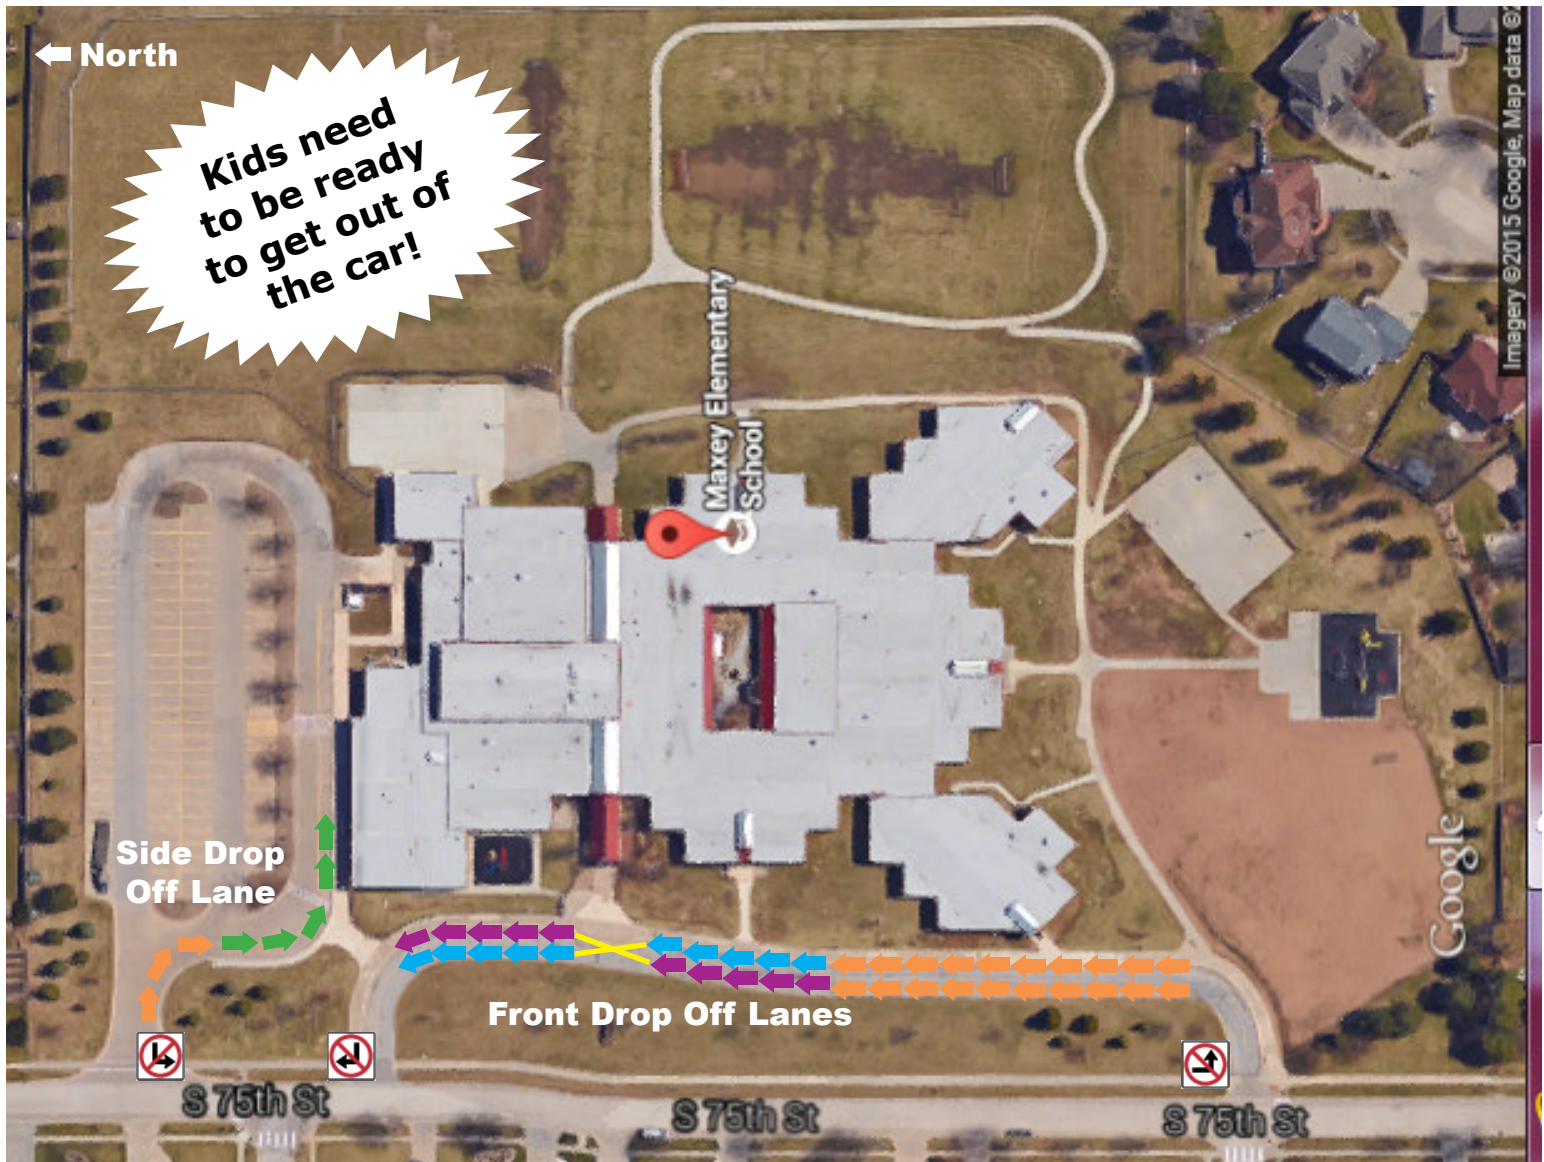 North
Kids need
to be ready
to get out of
the car!
Imagery ©2015 Google, Map data ©2
Maxey Elementary
School
Side Drop
Off Lane
Front Drop Off Lanes
Google
S 75th St
S 75th St
S 75th St